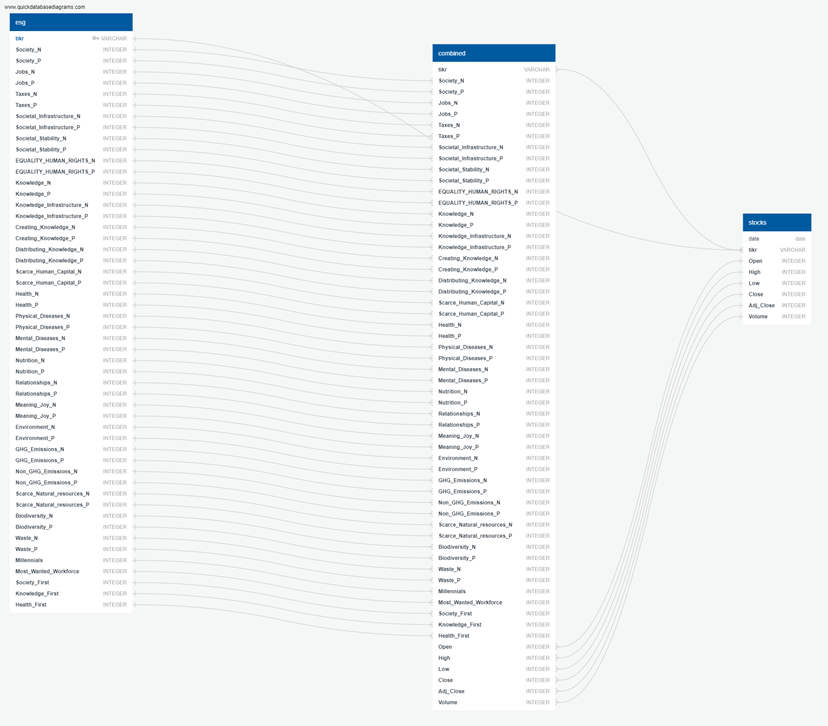 www.quickdatabasediagrams.com
esg
tikr VARCHAR
Society_N INTEGER
Society_P INTEGER
Jobs_N INTEGER
Jobs_P INTEGER
Taxes_N INTEGER
Taxes_P INTEGER
Societal_Infrastructure_N INTEGER
Societal_Infrastructure_P INTEGER
Societal_Stability_N INTEGER
Societal_Stability_P INTEGER
EQUALITY_HUMAN_RIGHTS_N INTEGER
EQUALITY_HUMAN_RIGHTS_P INTEGER
Knowledge_N INTEGER
Knowledge_P INTEGER
Knowledge_Infrastructure_N INTEGER
Knowledge_Infrastructure_P INTEGER
Creating_Knowledge_N INTEGER
Creating_Knowledge_P INTEGER
Distributing_Knowledge_N INTEGER
Distributing_Knowledge_P INTEGER
Scarce_Human_Capital_N INTEGER
Scarce_Human_Capital_P INTEGER
Health_N INTEGER
Health_P INTEGER
Physical_Diseases_N INTEGER
Physical_Diseases_P INTEGER
Mental_Diseases_N INTEGER
Mental_Diseases_P INTEGER
Nutrition_N INTEGER
Nutrition_P INTEGER
Relationships_N INTEGER
Relationships_P INTEGER
Meaning_Joy_N INTEGER
Meaning_Joy_P INTEGER
Environment_N INTEGER
Environment_P INTEGER
GHG_Emissions_N INTEGER
GHG_Emissions_P INTEGER
Non_GHG_Emissions_N INTEGER
Non_GHG_Emissions_P INTEGER
Scarce_Natural_resources_N INTEGER
Scarce_Natural_resources_P INTEGER
Biodiversity_N INTEGER
Biodiversity_P INTEGER
Waste_N INTEGER
Waste_P INTEGER
Millennials INTEGER
Most_Wanted_Workforce INTEGER
Society_First INTEGER
Knowledge_First INTEGER
Health_First INTEGER
combined
tikr VARCHAR
Society_N INTEGER
Society_P INTEGER
Jobs_N INTEGER
Jobs_P INTEGER
Taxes_N INTEGER
Taxes_P INTEGER
Societal_Infrastructure_N INTEGER
Societal_Infrastructure_P INTEGER
Societal_Stability_N INTEGER
Societal_Stability_P INTEGER
EQUALITY_HUMAN_RIGHTS_N INTEGER
EQUALITY_HUMAN_RIGHTS_P INTEGER
Knowledge_N INTEGER
Knowledge_P INTEGER
Knowledge_Infrastructure_N INTEGER
Knowledge_Infrastructure_P INTEGER
Creating_Knowledge_N INTEGER
Creating_Knowledge_P INTEGER
Distributing_Knowledge_N INTEGER
Distributing_Knowledge_P INTEGER
Scarce_Human_Capital_N INTEGER
Scarce_Human_Capital_P INTEGER
Health_N INTEGER
Health_P INTEGER
Physical_Diseases_N INTEGER
Physical_Diseases_P INTEGER
Mental_Diseases_N INTEGER
Mental_Diseases_P INTEGER
Nutrition_N INTEGER
Nutrition_P INTEGER
Relationships_N INTEGER
Relationships_P INTEGER
Meaning_Joy_N INTEGER
Meaning_Joy_P INTEGER
Environment_N INTEGER
Environment_P INTEGER
GHG_Emissions_N INTEGER
GHG_Emissions_P INTEGER
Non_GHG_Emissions_N INTEGER
Non_GHG_Emissions_P INTEGER
Scarce_Natural_resources_N INTEGER
Scarce_Natural_resources_P INTEGER
Biodiversity_N INTEGER
Biodiversity_P INTEGER
Waste_N INTEGER
Waste_P INTEGER
Millennials INTEGER
Most_Wanted_Workforce INTEGER
Society_First INTEGER
Knowledge_First INTEGER
Health_First INTEGER
Open INTEGER
High INTEGER
Low INTEGER
Close INTEGER
Adj_Close INTEGER
Volume INTEGER
stocks
data date
tikr VARCHAR
Open INTEGER
High INTEGER
Low INTEGER
Close INTEGER
Adj_Close INTEGER
Volume INTEGER